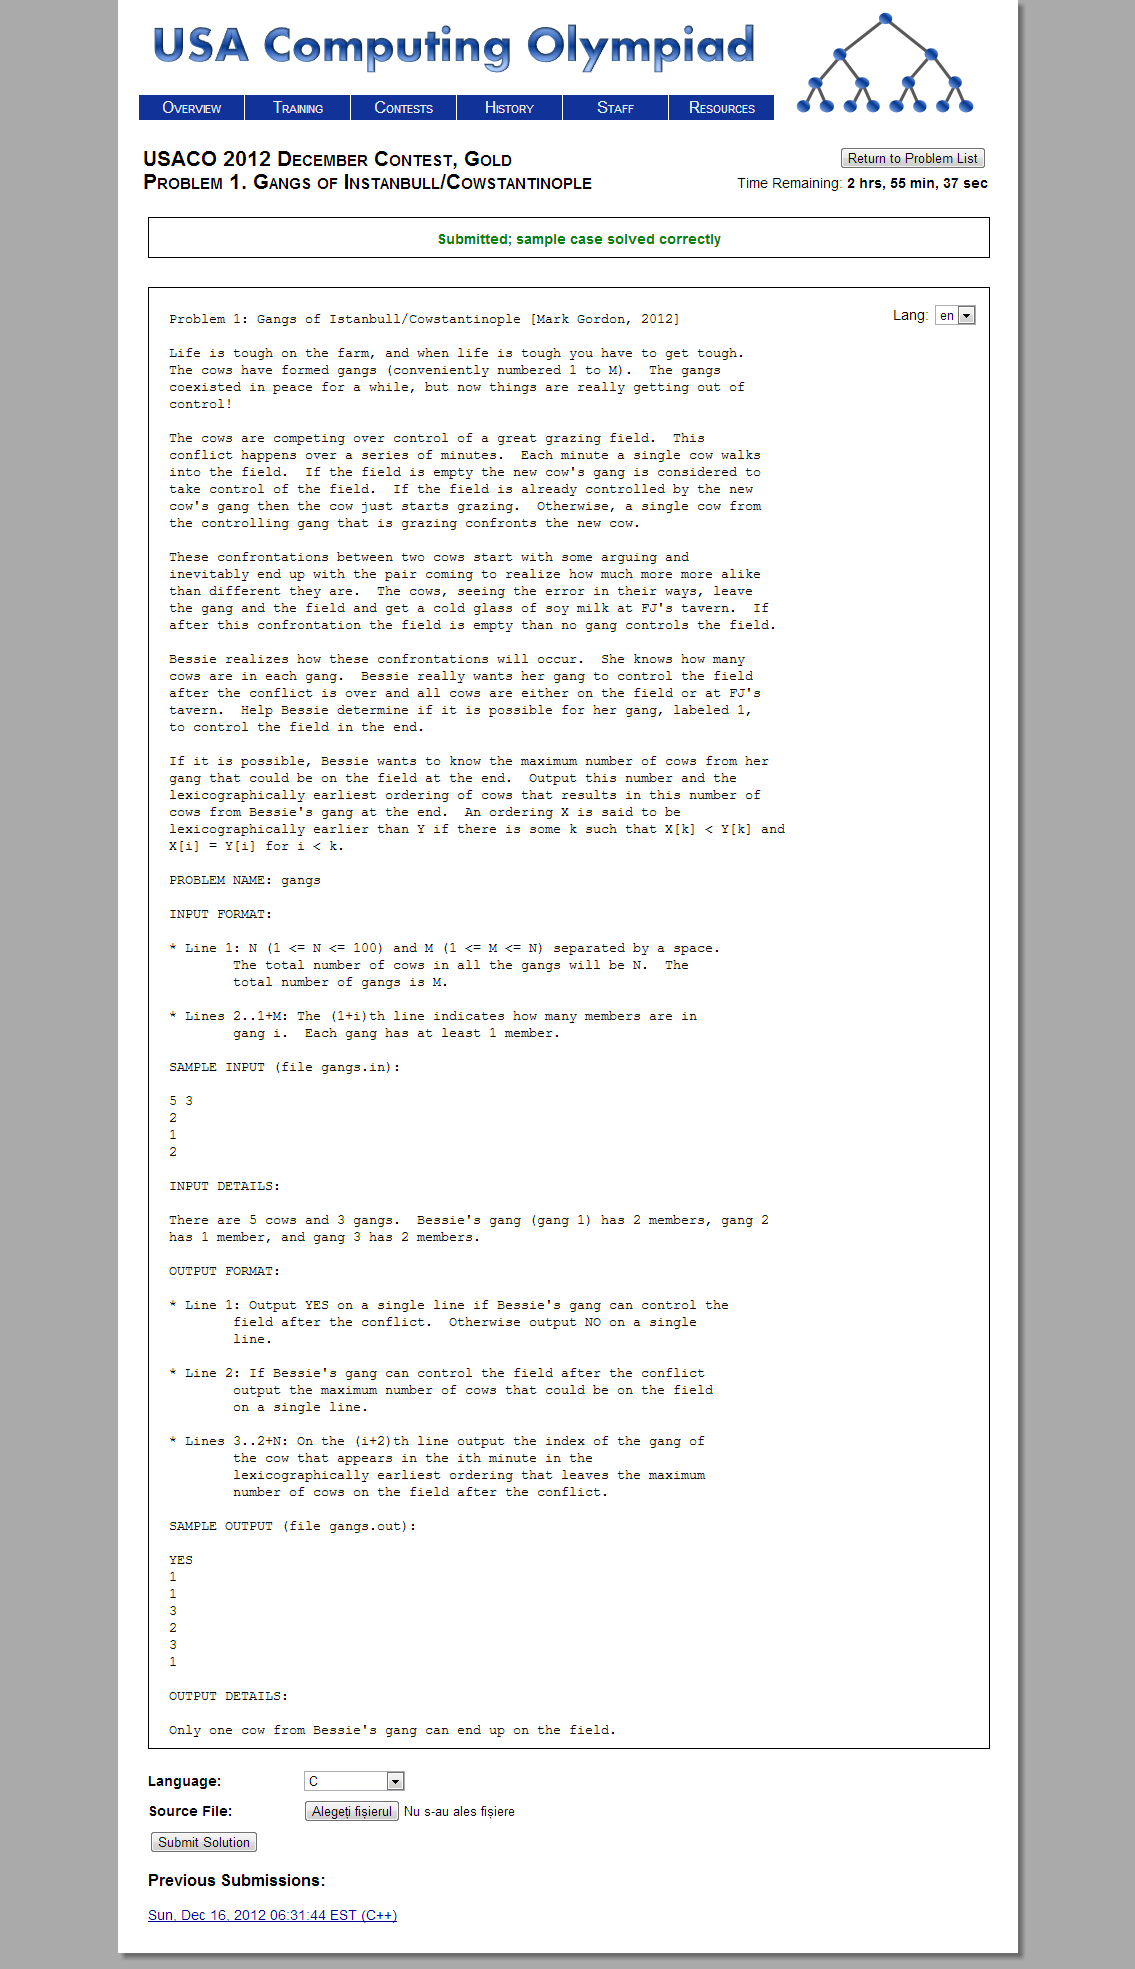 USA Computing Olympiad
Overview Training Contests History Staff Resources
USACO 2012 December Contest, Gold
Problem 1. Gangs of Instanbull/Cowstantinople
Return to Problem List
Time Remaining: 2 hrs, 55 min, 37 sec
Submitted; sample case solved correctly
Lang: en
Problem 1: Gangs of Istanbull/Cowstantinople [Mark Gordon, 2012]
Life is tough on the farm, and when life is tough you have to get tough.
The cows have formed gangs (conveniently numbered 1 to M).  The gangs
coexisted in peace for a while, but now things are really getting out of
control!
The cows are competing over control of a great grazing field.  This
conflict happens over a series of minutes.  Each minute a single cow walks
into the field.  If the field is empty the new cow's gang is considered to
take control of the field.  If the field is already controlled by the new
cow's gang then the cow just starts grazing.  Otherwise, a single cow from
the controlling gang that is grazing confronts the new cow.
These confrontations between two cows start with some arguing and
inevitably end up with the pair coming to realize how much more more alike
than different they are.  The cows, seeing the error in their ways, leave
the gang and the field and get a cold glass of soy milk at FJ's tavern.  If
after this confrontation the field is empty than no gang controls the field.
Bessie realizes how these confrontations will occur.  She knows how many
cows are in each gang.  Bessie really wants her gang to control the field
after the conflict is over and all cows are either on the field or at FJ's
tavern.  Help Bessie determine if it is possible for her gang, labeled 1,
to control the field in the end.
If it is possible, Bessie wants to know the maximum number of cows from her
gang that could be on the field at the end.  Output this number and the
lexicographically earliest ordering of cows that results in this number of
cows from Bessie's gang at the end.  An ordering X is said to be
lexicographically earlier than Y if there is some k such that X[k] < Y[k] and
X[i] = Y[i] for i < k.
PROBLEM NAME: gangs
INPUT FORMAT:
* Line 1: N (1 <= N <= 100) and M (1 <= M <= N) separated by a space.
The total number of cows in all the gangs will be N.  The
total number of gangs is M.
* Lines 2..1+M: The (1+i)th line indicates how many members are in
gang i.  Each gang has at least 1 member.
SAMPLE INPUT (file gangs.in):
5 3
2
1
2
INPUT DETAILS:
There are 5 cows and 3 gangs.  Bessie's gang (gang 1) has 2 members, gang 2
has 1 member, and gang 3 has 2 members.
OUTPUT FORMAT:
* Line 1: Output YES on a single line if Bessie's gang can control the
field after the conflict.  Otherwise output NO on a single
line.
* Line 2: If Bessie's gang can control the field after the conflict
output the maximum number of cows that could be on the field
on a single line.
* Lines 3..2+N: On the (i+2)th line output the index of the gang of
the cow that appears in the ith minute in the
lexicographically earliest ordering that leaves the maximum
number of cows on the field after the conflict.
SAMPLE OUTPUT (file gangs.out):
YES
1
1
3
2
3
1
OUTPUT DETAILS:
Only one cow from Bessie's gang can end up on the field.
Language: C
Source File: Alegeți fișierul Nu s-au ales fișiere
Submit Solution
Previous Submissions:
Sun, Dec 16, 2012 06:31:44 EST (C++)